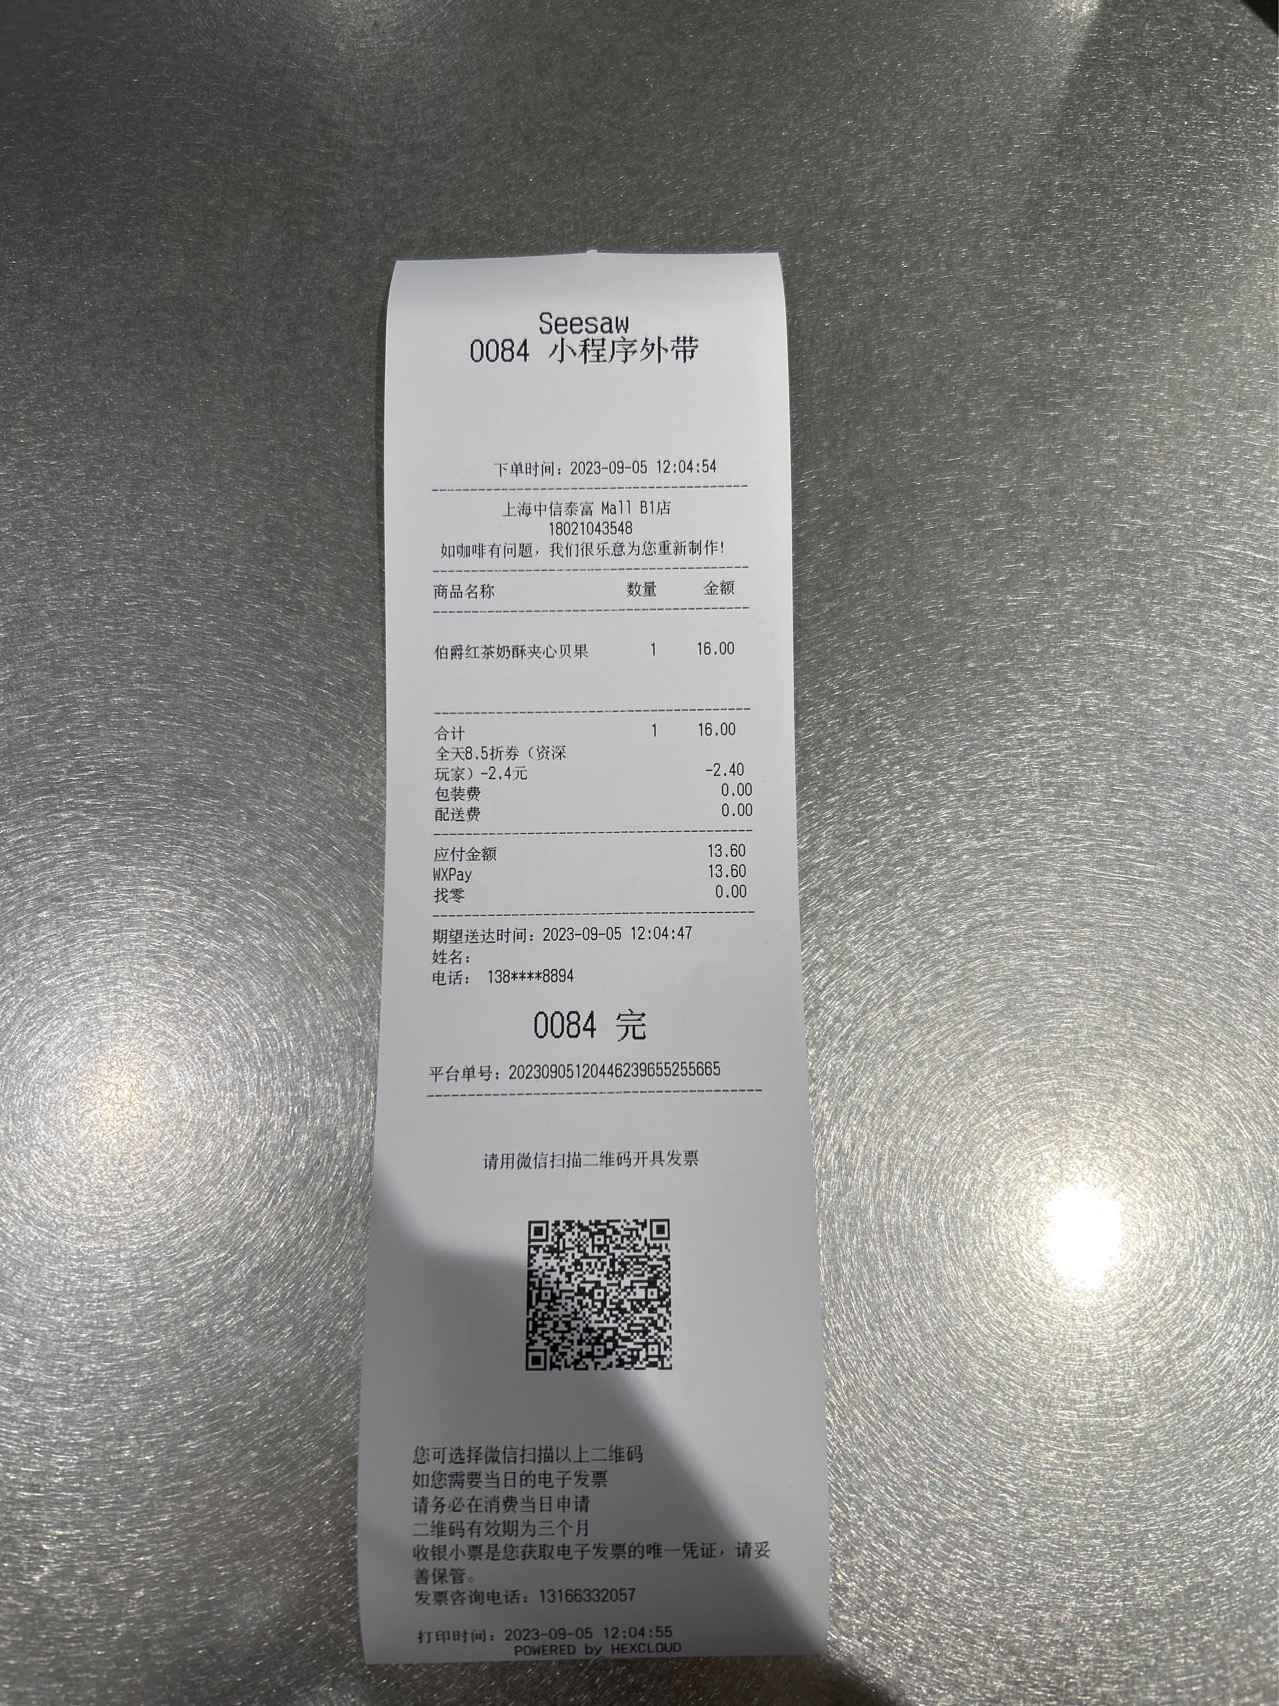 Seesaw
0084 小程序外带
下单时间：2023-09-05 12:04:54
上海中信泰富 Mall B1店
18021043548
如咖啡有问题，我们很乐意为您重新制作！
商品名称 数量 金额
伯爵红茶奶酥夹心贝果 1 16.00
合计 1 16.00
全天8.5折券（资深
玩家）-2.4元 -2.40
包装费 0.00
配送费 0.00
应付金额 13.60
WXPay 13.60
找零 0.00
期望送达时间：2023-09-05 12:04:47
姓名：
电话： 138****8894
0084 完
平台单号：20230905120446239655255665
请用微信扫描二维码开具发票
您可选择微信扫描以上二维码
如您需要当日的电子发票
请务必在消费当日申请
二维码有效期为三个月
收银小票是您获取电子发票的唯一凭证，请妥
善保管。
发票咨询电话：13166332057
打印时间：2023-09-05 12:04:55
POWERED by HEXCLOUD